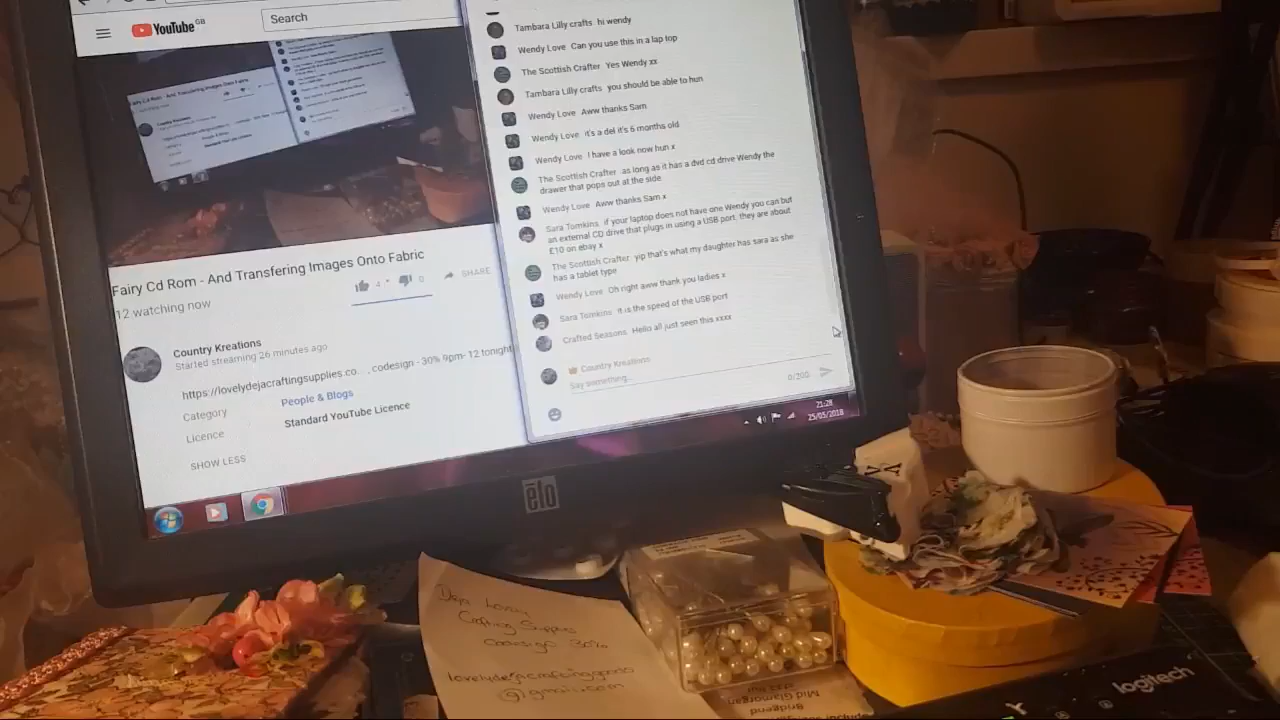 YouTube GB
Search
Fairy Cd Rom - And Transfering Images Onto Fabric
12 watching now
4
0
SHARE
Country Kreations
Started streaming 26 minutes ago
https://lovelydejacraftingsupplies.co. , codesign - 30% 9pm- 12 tonight
Category People & Blogs
Licence Standard YouTube Licence
SHOW LESS
Tambara Lilly crafts hi wendy
Wendy Love Can you use this in a lap top
The Scottish Crafter Yes Wendy xx
Tambara Lilly crafts you should be able to hun
Wendy Love Aww thanks Sam
Wendy Love it's a del it's 6 months old
Wendy Love I have a look now hun x
The Scottish Crafter as long as it has a dvd cd drive Wendy the
drawer that pops out at the side
Wendy Love Aww thanks Sam x
Sara Tomkins if your laptop does not have one Wendy you can but
an external CD drive that plugs in using a USB port. they are about
£10 on ebay x
The Scottish Crafter yip that's what my daughter has sara as she
has a tablet type
Wendy Love Oh right aww thank you ladies x
Sara Tomkins It is the speed of the USB port
Crafted Seasons Hello all just seen this xxxx
Country Kreations
Say something...
0/200
21:28
25/05/2018
elo
Deja Lovely
Crafting Supplies
Codesign 30%
lovelydejacraftinggoods
@gmail.com
Bridgend
Mid Glamorgan
logitech